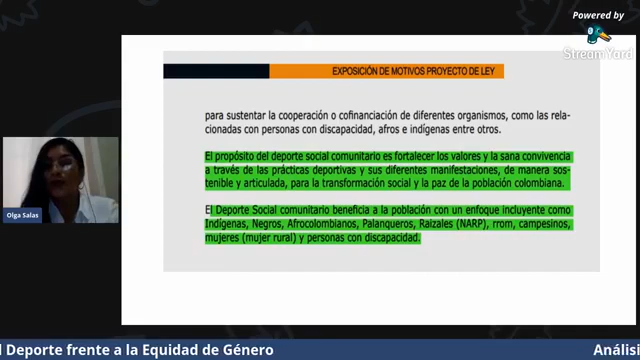 Powered by
StreamYard
EXPOSICIÓN DE MOTIVOS PROYECTO DE LEY
para sustentar la cooperación o cofinanciación de diferentes organismos, como las rela-
cionadas con personas con discapacidad, afros e indígenas entre otros.
El propósito del deporte social comunitario es fortalecer los valores y la sana convivencia
a través de las prácticas deportivas y sus diferentes manifestaciones, de manera sos-
tenible y articulada, para la transformación social y la paz de la población colombiana.
El Deporte Social comunitario beneficia a la población con un enfoque incluyente como
Indígenas, Negros, Afrocolombianos, Palanqueros, Raizales (NARP), rrom, campesinos,
mujeres (mujer rural) y personas con discapacidad.
Olga Salas
l Deporte frente a la Equidad de Género
Análisi